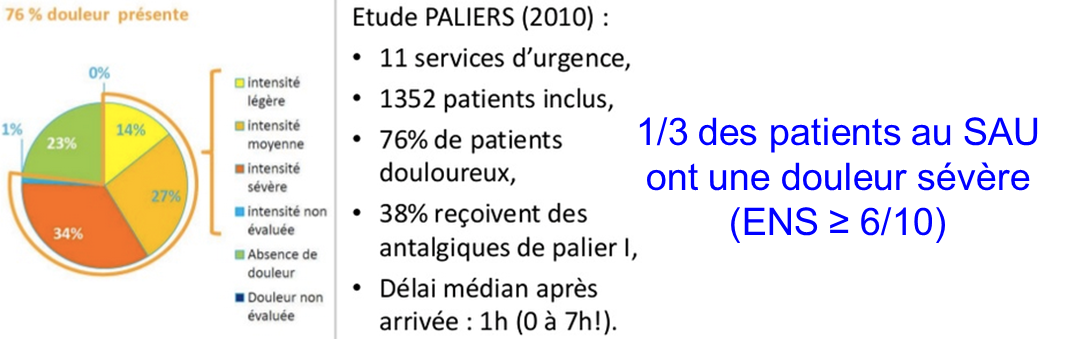 76 % douleur présente
0%
1%
23%
14%
27%
34%
intensité
légère
intensité
moyenne
intensité
sévère
intensité non
évaluée
Absence de
douleur
Douleur non
évaluée
Etude PALIERS (2010) :
• 11 services d’urgence,
• 1352 patients inclus,
• 76% de patients
douloureux,
• 38% reçoivent des
antalgiques de palier I,
• Délai médian après
arrivée : 1h (0 à 7h!).
1/3 des patients au SAU
ont une douleur sévère
(ENS ≥ 6/10)